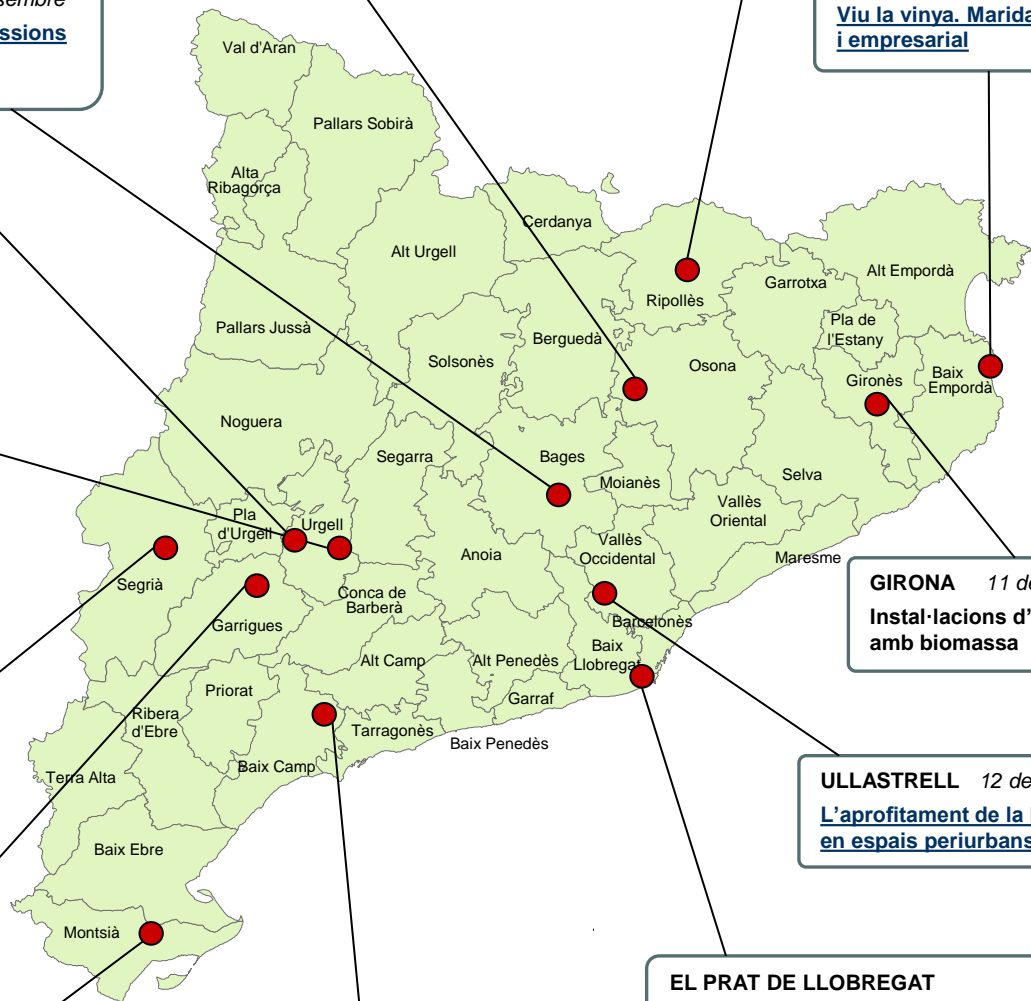 sembre
ssions
Viu la vinya. Marida
i empresarial
Val d'Aran
Pallars Sobirà
Alta
Ribagorça
Cerdanya
Alt Urgell
Ripollès
Garrotxa
Alt Empordà
Pallars Jussà
Pla de
l'Estany
Berguedà
Solsonès
Osona
Gironès
Baix
Empordà
Noguera
Segarra
Bages
Moianès
Selva
Vallès
Oriental
Pla
d'Urgell
Urgell
Anoia
Vallès
Occidental
Maresme
Segrià
Conca de
Barberà
Garrigues
Barcelonès
Baix
Llobregat
Alt Camp
Alt Penedès
Priorat
Garraf
Ribera
d'Ebre
Tarragonès
Baix Penedès
Baix Camp
Terra Alta
Baix Ebre
Montsià
GIRONA 11 de
Instal·lacions d'
amb biomassa
ULLASTRELL 12 de
L'aprofitament de la
en espais periurbans
EL PRAT DE LLOBREGAT